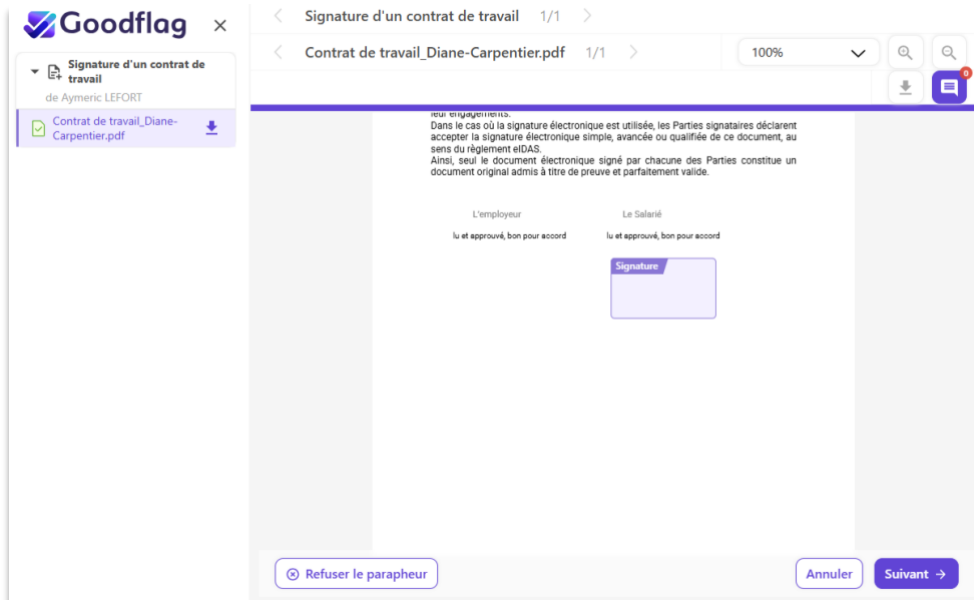 Goodflag
Signature d'un contrat de travail
de Aymeric LEFORT
Contrat de travail_Diane-Carpentier.pdf
Signature d'un contrat de travail 1/1
Contrat de travail_Diane-Carpentier.pdf 1/1
100%
0
leur engagements.
Dans le cas où la signature électronique est utilisée, les Parties signataires déclarent
accepter la signature électronique simple, avancée ou qualifiée de ce document, au
sens du règlement eIDAS.
Ainsi, seul le document électronique signé par chacune des Parties constitue un
document original admis à titre de preuve et parfaitement valide.
L'employeur
Le Salarié
lu et approuvé, bon pour accord
lu et approuvé, bon pour accord
Signature
Refuser le parapheur
Annuler
Suivant